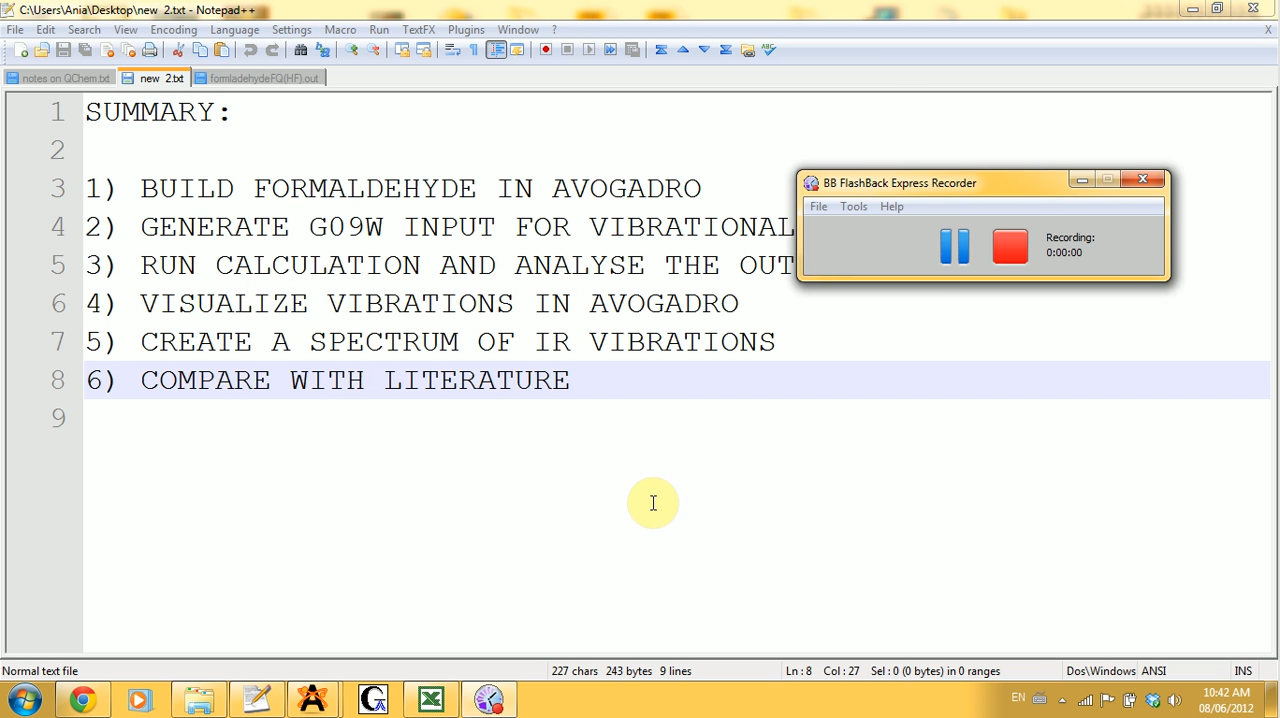 C:\Users\Ania\Desktop\new 2.txt - Notepad++
File Edit Search View Encoding Language Settings Macro Run TextFX Plugins Window ?
X
notes on QChem.txt
new 2.txt
formladehydeFQ(HF).out
1 SUMMARY:
2
3 1) BUILD FORMALDEHYDE IN AVOGADRO
4 2) GENERATE G09W INPUT FOR VIBRATIONAL
5 3) RUN CALCULATION AND ANALYSE THE OUT
6 4) VISUALIZE VIBRATIONS IN AVOGADRO
7 5) CREATE A SPECTRUM OF IR VIBRATIONS
8 6) COMPARE WITH LITERATURE
9
BB FlashBack Express Recorder
File Tools Help
Recording:
0:00:00
Normal text file
227 chars 243 bytes 9 lines
Ln : 8 Col : 27 Sel : 0 (0 bytes) in 0 ranges
Dos\Windows
ANSI
INS
EN
10:42 AM
08/06/2012